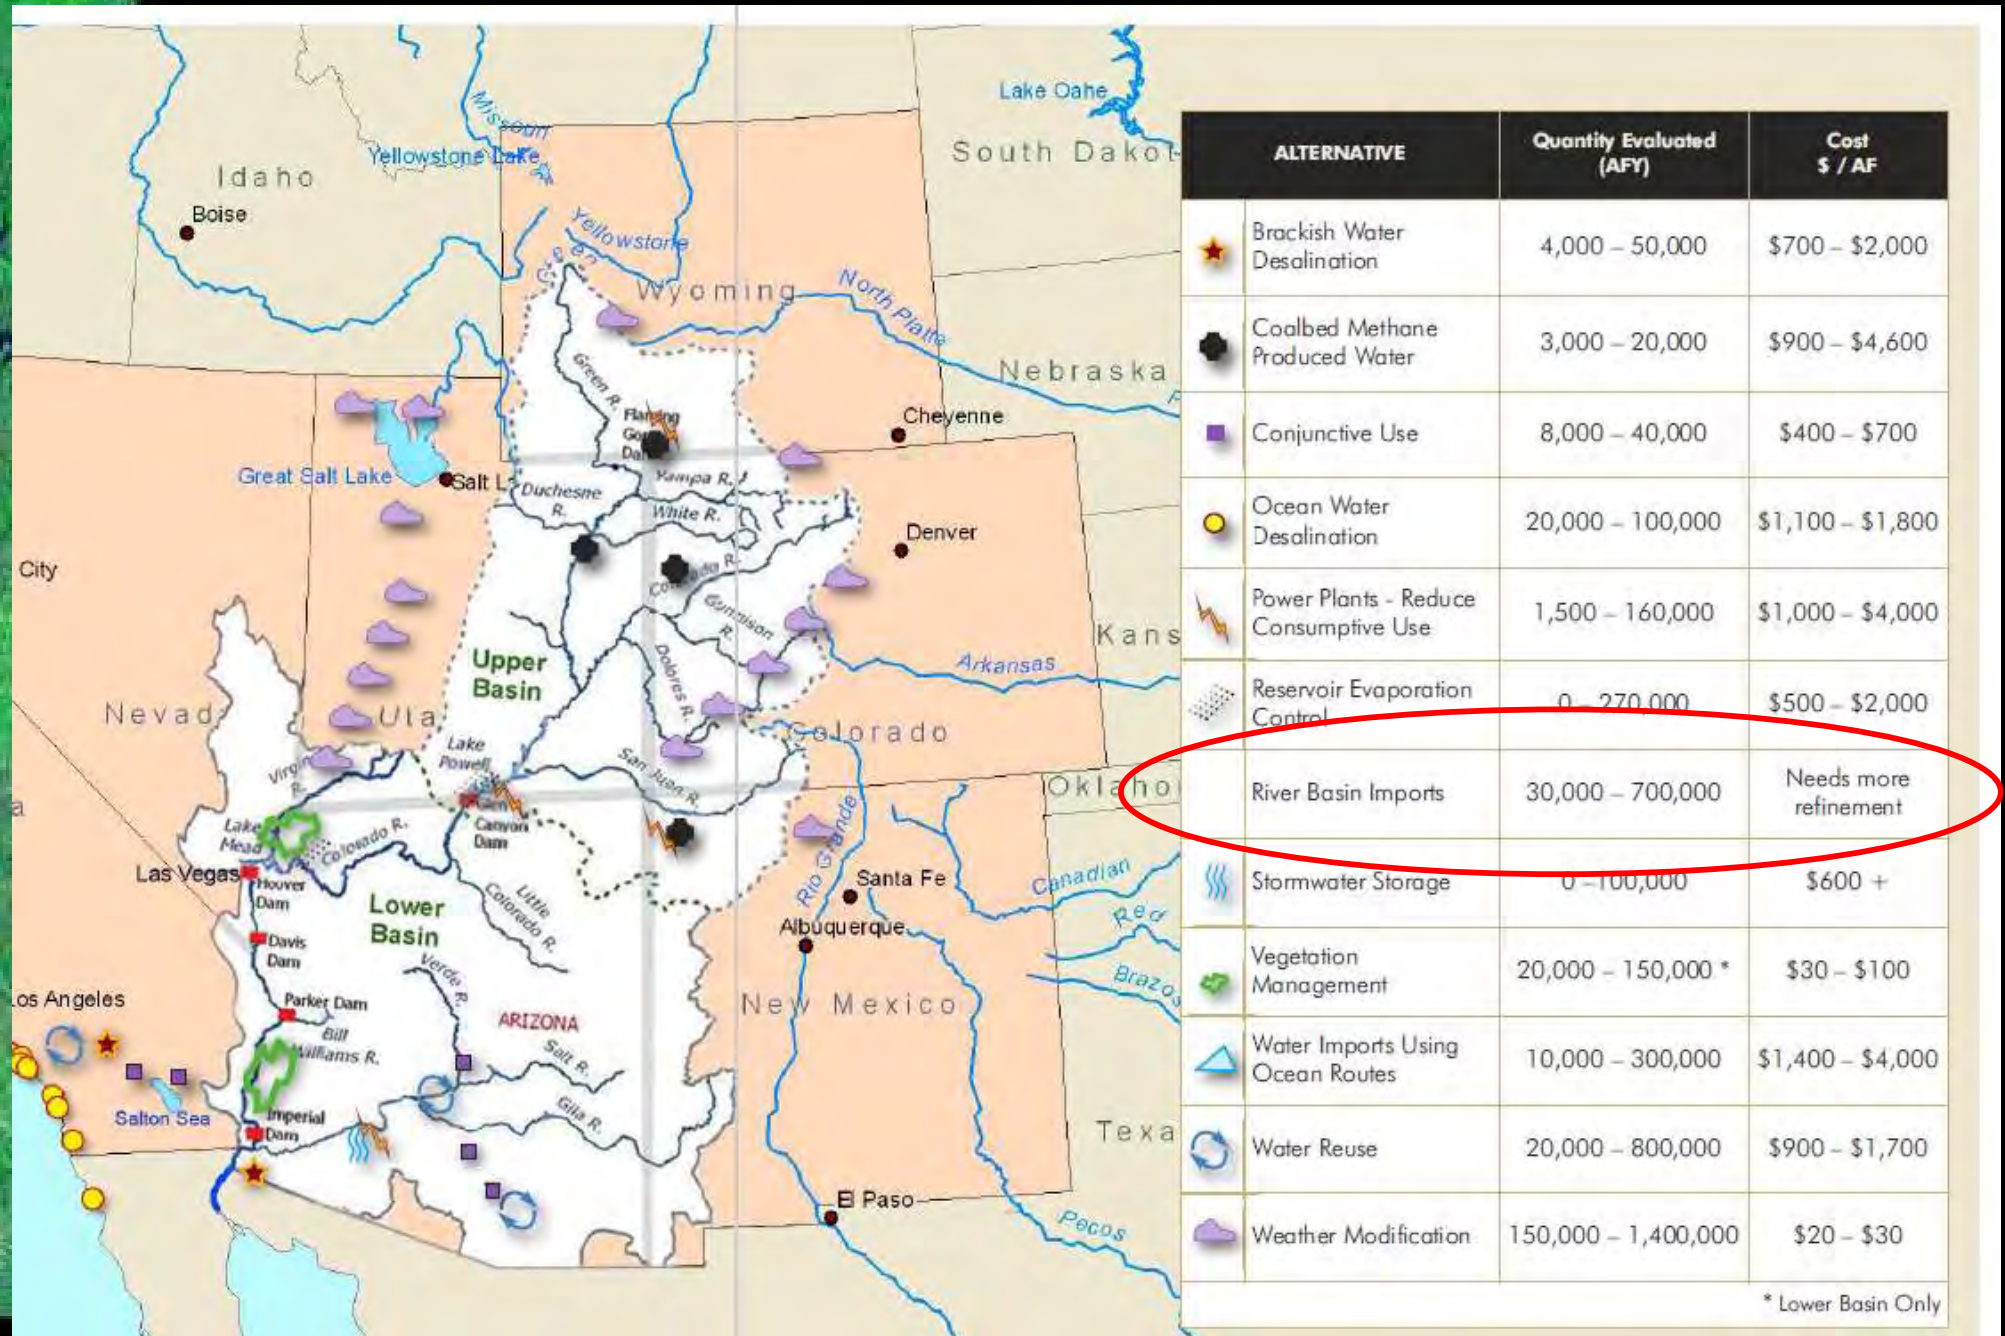 Lake Oahe
South Dakot
Missouri
Yellowstone Lake
Idaho
Boise
Yellowstone
Green
Wyoming
North Platte
Nebraska
Green R.
Flaming
Gorge
Dam
Cheyenne
Great Salt Lake
Salt L
Yampa R.
Duchesne
R.
White R.
Denver
City
Colorado R.
Gunnison
R.
Kans
Arkansas
Upper
Basin
Dolores R.
Nevad
Uta
Colorado
Lake
Powell
San Juan R.
Virgin
R.
Oklaho
Glen
Canyon
Dam
Lake
Mead
Colorado R.
Rio Grande
Las Vegas
Hoover
Dam
Little
Colorado R.
Santa Fe
Canadian
Lower
Basin
Red
Albuquerque
Davis
Dam
Verde R.
Brazos
Los Angeles
Parker Dam
New Mexico
ARIZONA
Bill
Williams R.
Salt R.
Salton Sea
Imperial
Dam
Gila R.
Texa
El Paso
Pecos
ALTERNATIVE Quantity Evaluated (AFY) Cost $ / AF
Brackish Water
Desalination 4,000 – 50,000 $700 – $2,000
Coalbed Methane
Produced Water 3,000 – 20,000 $900 – $4,600
Conjunctive Use 8,000 – 40,000 $400 – $700
Ocean Water
Desalination 20,000 – 100,000 $1,100 – $1,800
Power Plants - Reduce
Consumptive Use 1,500 – 160,000 $1,000 – $4,000
Reservoir Evaporation
Control 0 – 270,000 $500 – $2,000
River Basin Imports 30,000 – 700,000 Needs more
refinement
Stormwater Storage 0 –100,000 $600 +
Vegetation
Management 20,000 – 150,000 * $30 – $100
Water Imports Using
Ocean Routes 10,000 – 300,000 $1,400 – $4,000
Water Reuse 20,000 – 800,000 $900 – $1,700
Weather Modification 150,000 – 1,400,000 $20 – $30
* Lower Basin Only